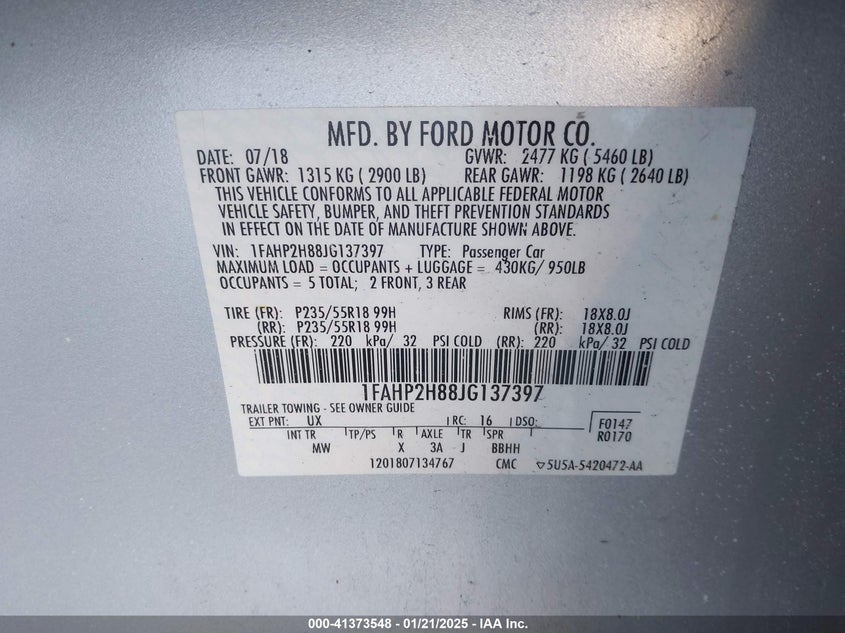 MFD. BY FORD MOTOR CO.
DATE: 07/18 GVWR: 2477 KG ( 5460 LB)
FRONT GAWR: 1315 KG ( 2900 LB) REAR GAWR: 1198 KG ( 2640 LB)
THIS VEHICLE CONFORMS TO ALL APPLICABLE FEDERAL MOTOR
VEHICLE SAFETY, BUMPER, AND THEFT PREVENTION STANDARDS
IN EFFECT ON THE DATE OF MANUFACTURE SHOWN ABOVE.
VIN: 1FAHP2H88JG137397 TYPE: Passenger Car
MAXIMUM LOAD = OCCUPANTS + LUGGAGE = 430KG/ 950LB
OCCUPANTS = 5 TOTAL; 2 FRONT, 3 REAR
TIRE (FR): P235/55R18 99H RIMS (FR): 18X8.0J
(RR): P235/55R18 99H (RR): 18X8.0J
PRESSURE (FR): 220 kPa/ 32 PSI COLD (RR): 220 kPa/ 32 PSI COLD
1FAHP2H88JG137397
TRAILER TOWING - SEE OWNER GUIDE
EXT PNT: UX RC: 16 DSO: F0147
R0170
INT TR TP/PS R AXLE TR SPR
MW X 3A J BBHH
1201807134767 CMC ▽5U5A-5420472-AA
000-41373548 — 01/21/2025 — IAA Inc.